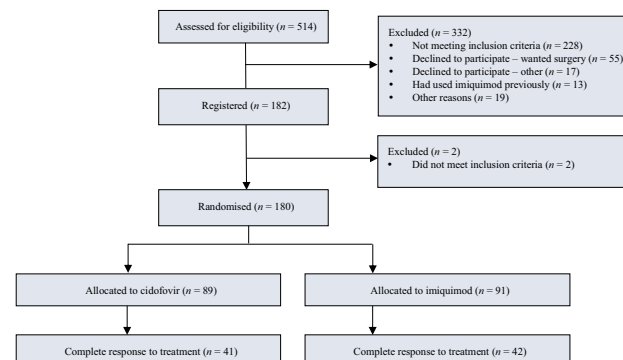 Assessed for eligibility (n = 514)
Excluded (n = 332)
• Not meeting inclusion criteria (n = 228)
• Declined to participate – wanted surgery (n = 55)
• Declined to participate – other (n = 17)
• Had used imiquimod previously (n = 13)
• Other reasons (n = 19)
Registered (n = 182)
Excluded (n = 2)
• Did not meet inclusion criteria (n = 2)
Randomised (n = 180)
Allocated to cidofovir (n = 89)
Allocated to imiquimod (n = 91)
Complete response to treatment (n = 41)
Complete response to treatment (n = 42)